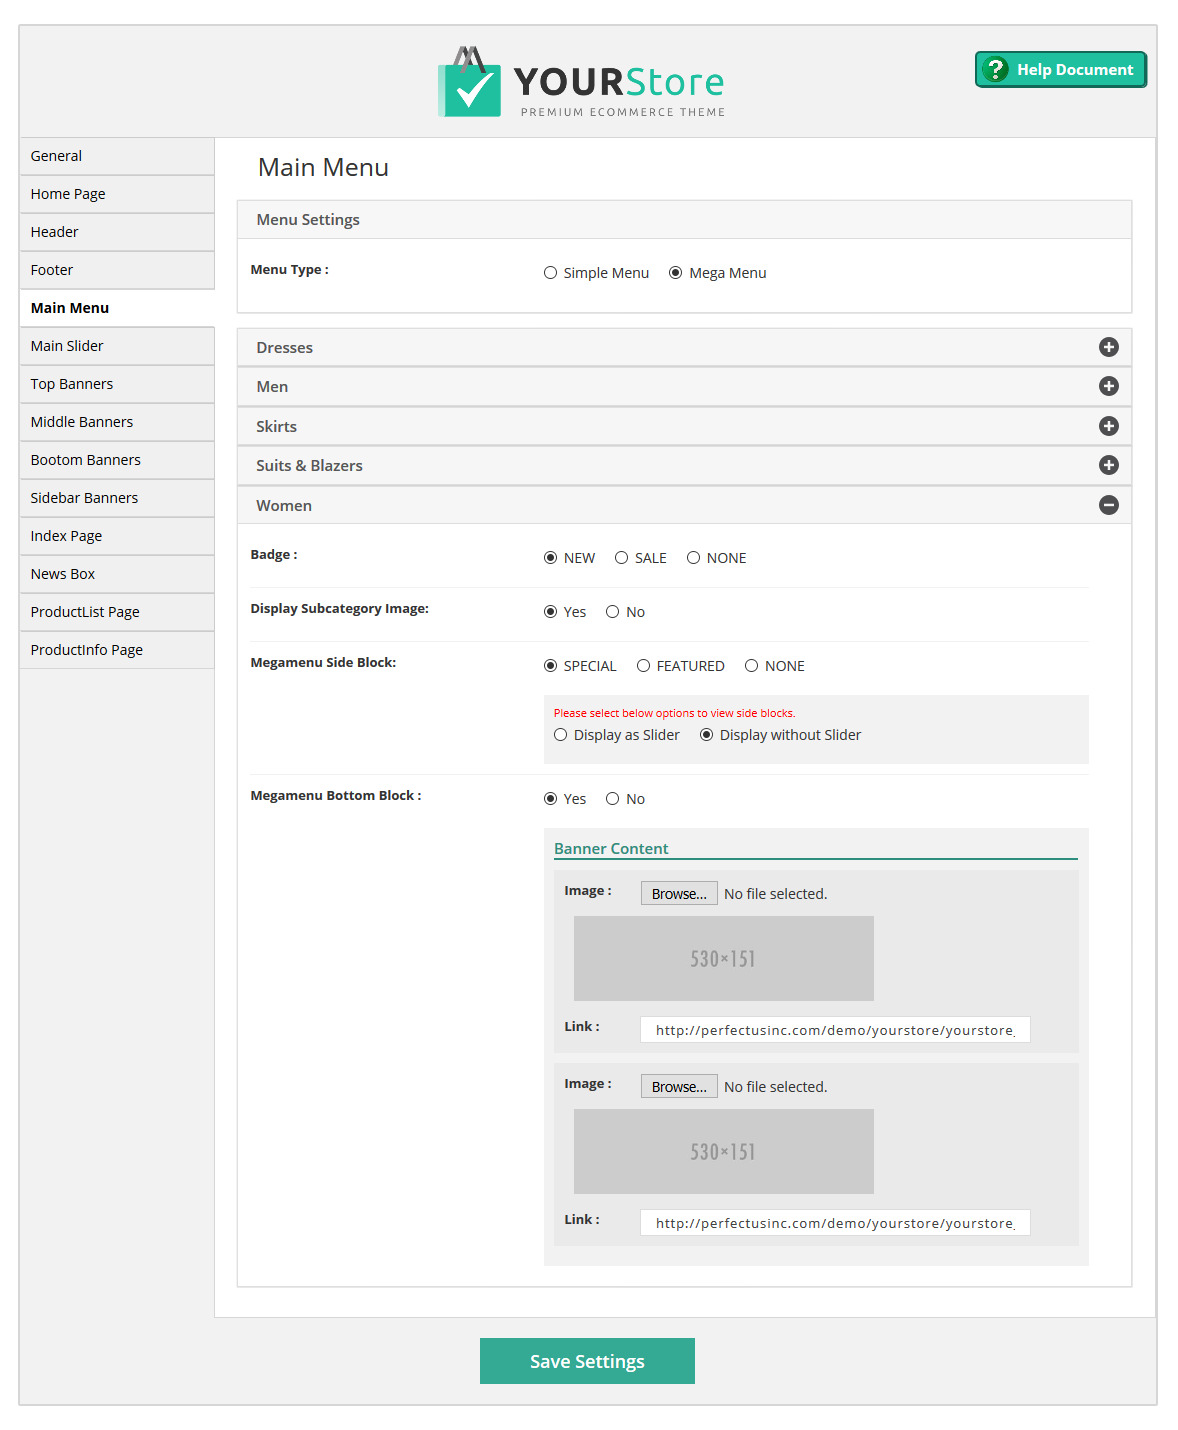 YOURStore
PREMIUM ECOMMERCE THEME
? Help Document
General
Home Page
Header
Footer
Main Menu
Main Slider
Top Banners
Middle Banners
Bootom Banners
Sidebar Banners
Index Page
News Box
ProductList Page
ProductInfo Page
Main Menu
Menu Settings
Menu Type : Simple Menu Mega Menu
Dresses
Men
Skirts
Suits & Blazers
Women
Badge : NEW SALE NONE
Display Subcategory Image: Yes No
Megamenu Side Block: SPECIAL FEATURED NONE
Please select below options to view side blocks.
Display as Slider Display without Slider
Megamenu Bottom Block : Yes No
Banner Content
Image : Browse... No file selected.
530×151
Link : http://perfectusinc.com/demo/yourstore/yourstore_
Image : Browse... No file selected.
530×151
Link : http://perfectusinc.com/demo/yourstore/yourstore_
Save Settings